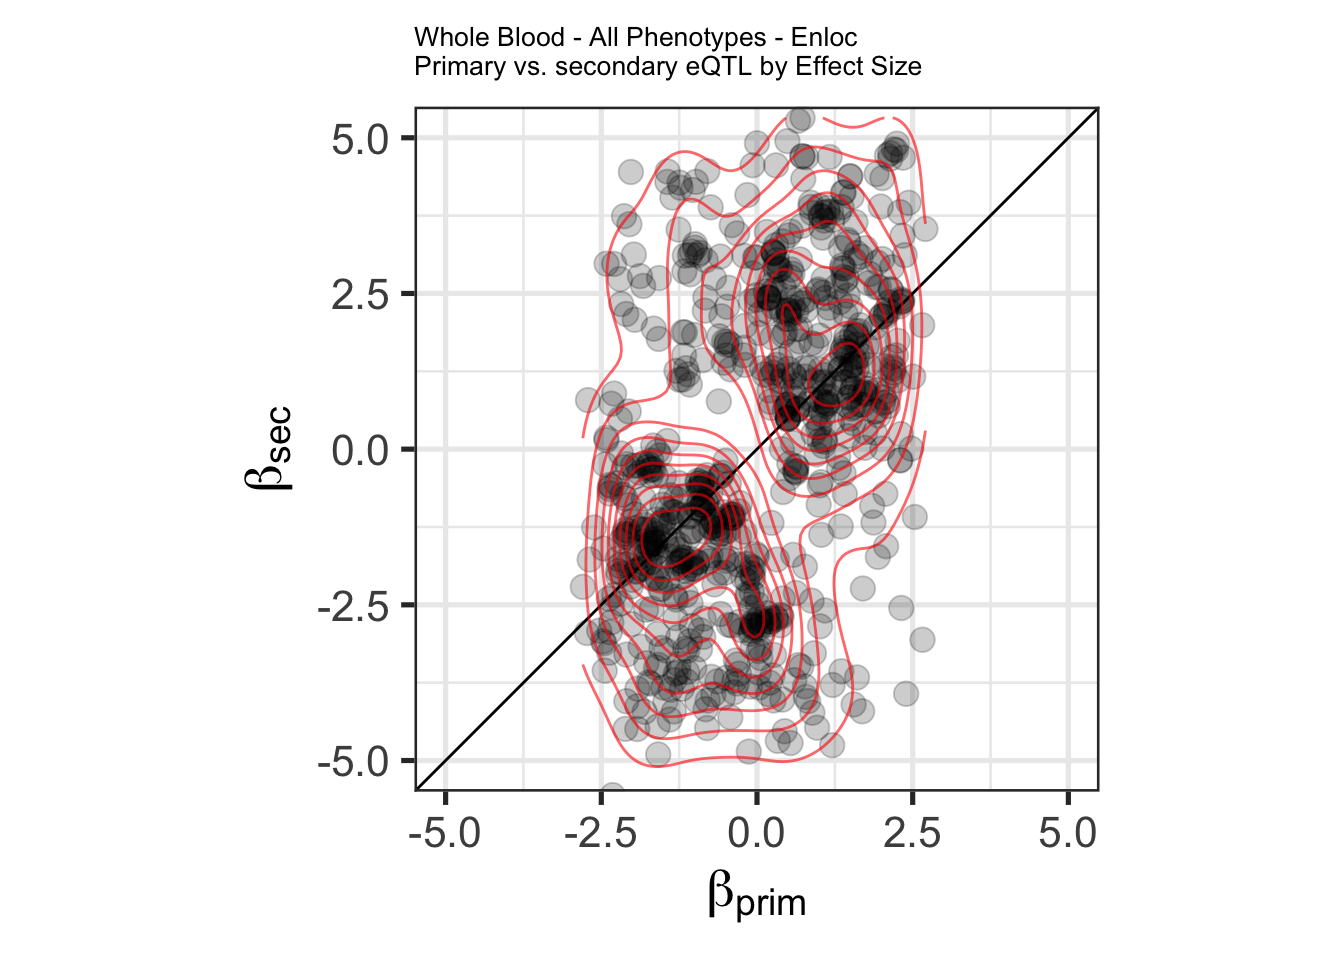 Whole Blood - All Phenotypes - Enloc
Primary vs. secondary eQTL by Effect Size
5.0
2.5
0.0
-2.5
-5.0
βsec
-5.0 -2.5 0.0 2.5 5.0
βprim